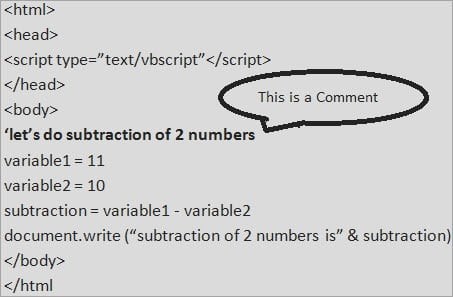 <html>
<head>
<script type=”text/vbscript”</script>
</head>
<body>
This is a Comment
‘let’s do subtraction of 2 numbers
variable1 = 11
variable2 = 10
subtraction = variable1 - variable2
document.write (“subtraction of 2 numbers is” & subtraction)
</body>
</html